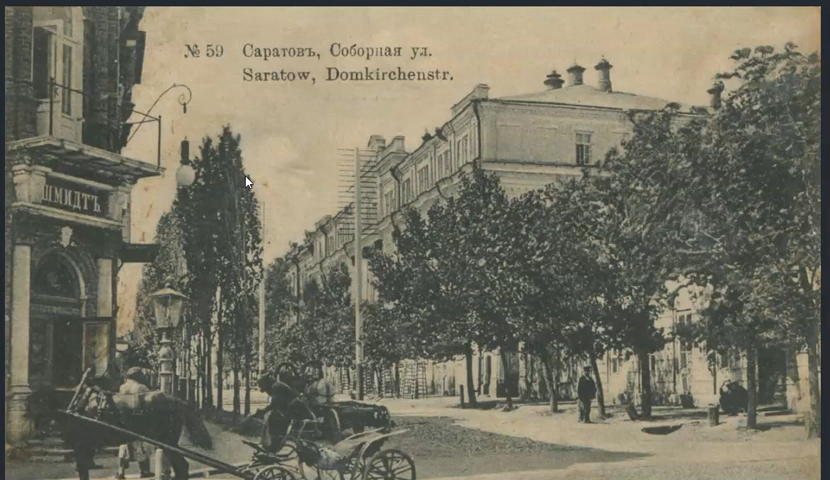 № 59 Саратовъ, Соборная ул.
Saratow, Domkirchenstr.
ШМИДТЪ